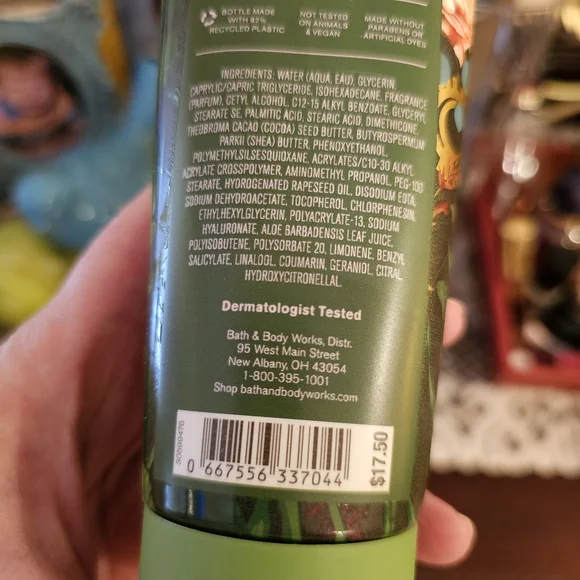 BOTTLE MADE
WITH 82%
RECYCLED PLASTIC
NOT TESTED
ON ANIMALS
& VEGAN
MADE WITHOUT
PARABENS OR
ARTIFICIAL DYES
INGREDIENTS: WATER (AQUA, EAU), GLYCERIN,
CAPRYLIC/CAPRIC TRIGLYCERIDE, ISOHEXADECANE, FRAGRANCE
(PARFUM), CETYL ALCOHOL, C12-15 ALKYL BENZOATE, GLYCERYL
STEARATE SE, PALMITIC ACID, STEARIC ACID, DIMETHICONE,
THEOBROMA CACAO (COCOA) SEED BUTTER, BUTYROSPERMUM
PARKII (SHEA) BUTTER, PHENOXYETHANOL,
POLYMETHYLSILSESQUIOXANE, ACRYLATES/C10-30 ALKYL
ACRYLATE CROSSPOLYMER, AMINOMETHYL PROPANOL, PEG-100
STEARATE, HYDROGENATED RAPESEED OIL, DISODIUM EDTA,
SODIUM DEHYDROACETATE, TOCOPHEROL, CHLORPHENESIN,
ETHYLHEXYLGLYCERIN, POLYACRYLATE-13, SODIUM
HYALURONATE, ALOE BARBADENSIS LEAF JUICE,
POLYISOBUTENE, POLYSORBATE 20, LIMONENE, BENZYL
SALICYLATE, LINALOOL, COUMARIN, GERANIOL, CITRAL,
HYDROXYCITRONELLAL.
Dermatologist Tested
Bath & Body Works, Distr.
95 West Main Street
New Albany, OH 43054
1-800-395-1001
Shop bathandbodyworks.com
0 667556 337044
$17.50